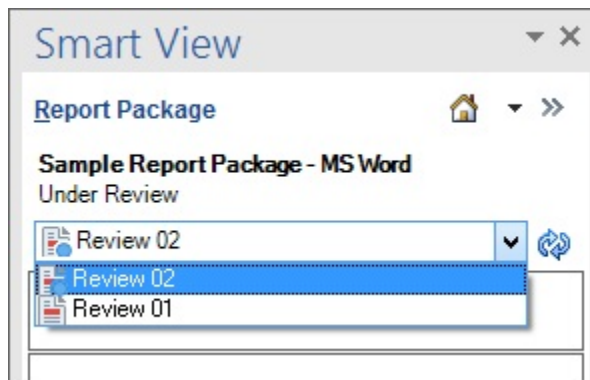 Smart View
Report Package
Sample Report Package - MS Word
Under Review
Review 02
Review 02
Review 01